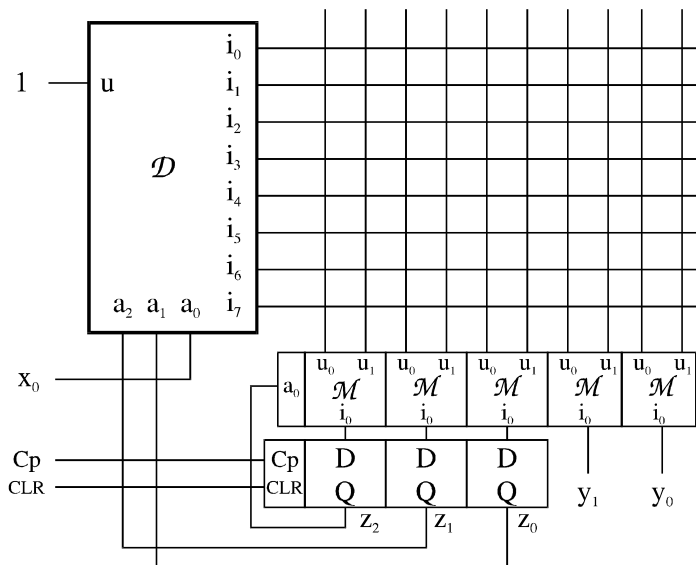 i₀
1 u i₁
i₂
𝒟 i₃
i₄
i₅
i₆
a₂ a₁ a₀ i₇
u₀ u₁ u₀ u₁ u₀ u₁ u₀ u₁ u₀ u₁
x₀ a₀ ℳ ℳ ℳ ℳ ℳ
i₀ i₀ i₀ i₀ i₀
Cp Cp D D D
CLR CLR Q Q Q y₁ y₀
z₂ z₁ z₀